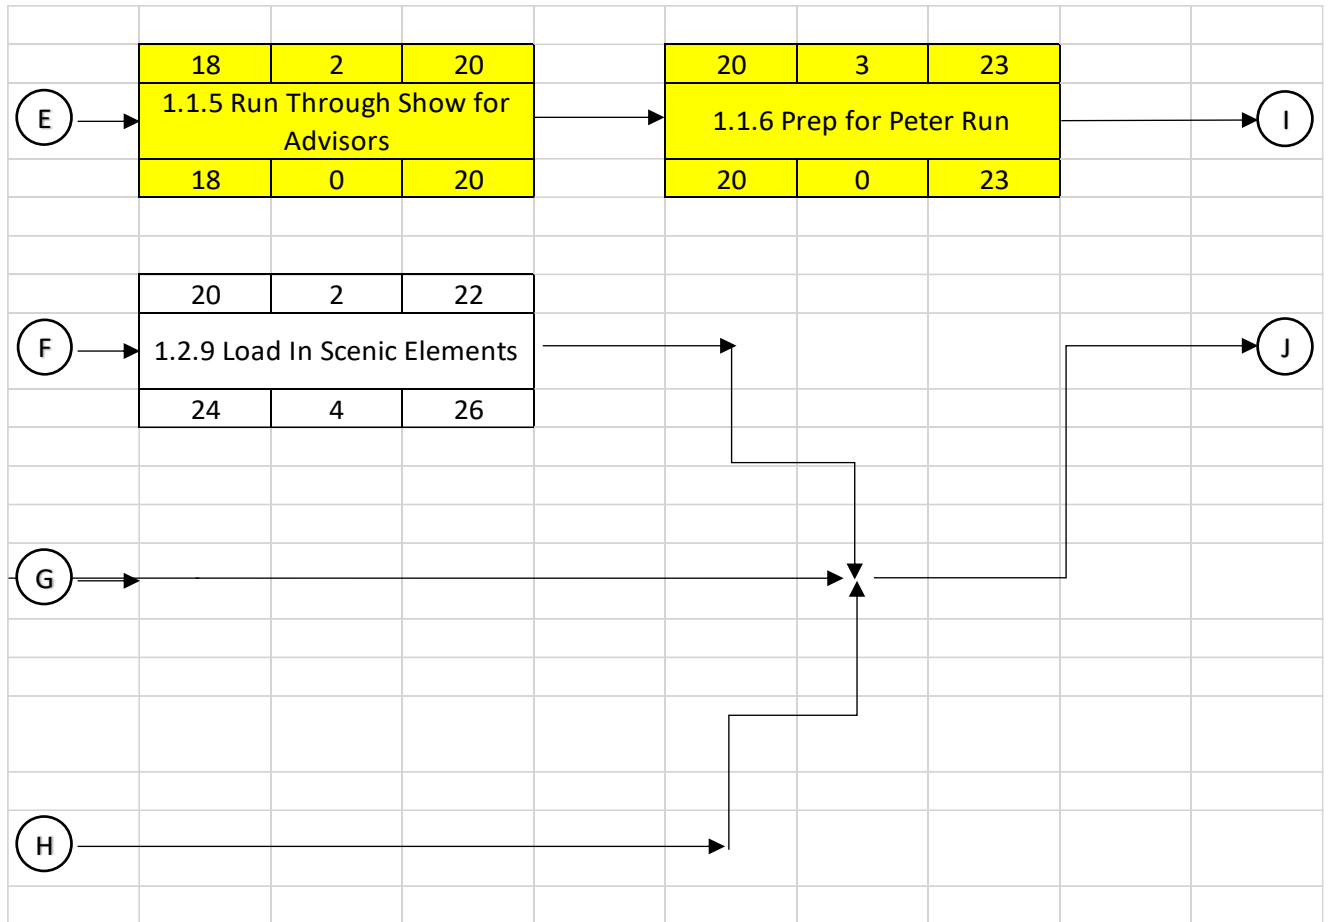 18 2 20 20 3 23
E 1.1.5 Run Through Show for
Advisors 1.1.6 Prep for Peter Run I
18 0 20 20 0 23
20 2 22
F 1.2.9 Load In Scenic Elements J
24 4 26
G
H